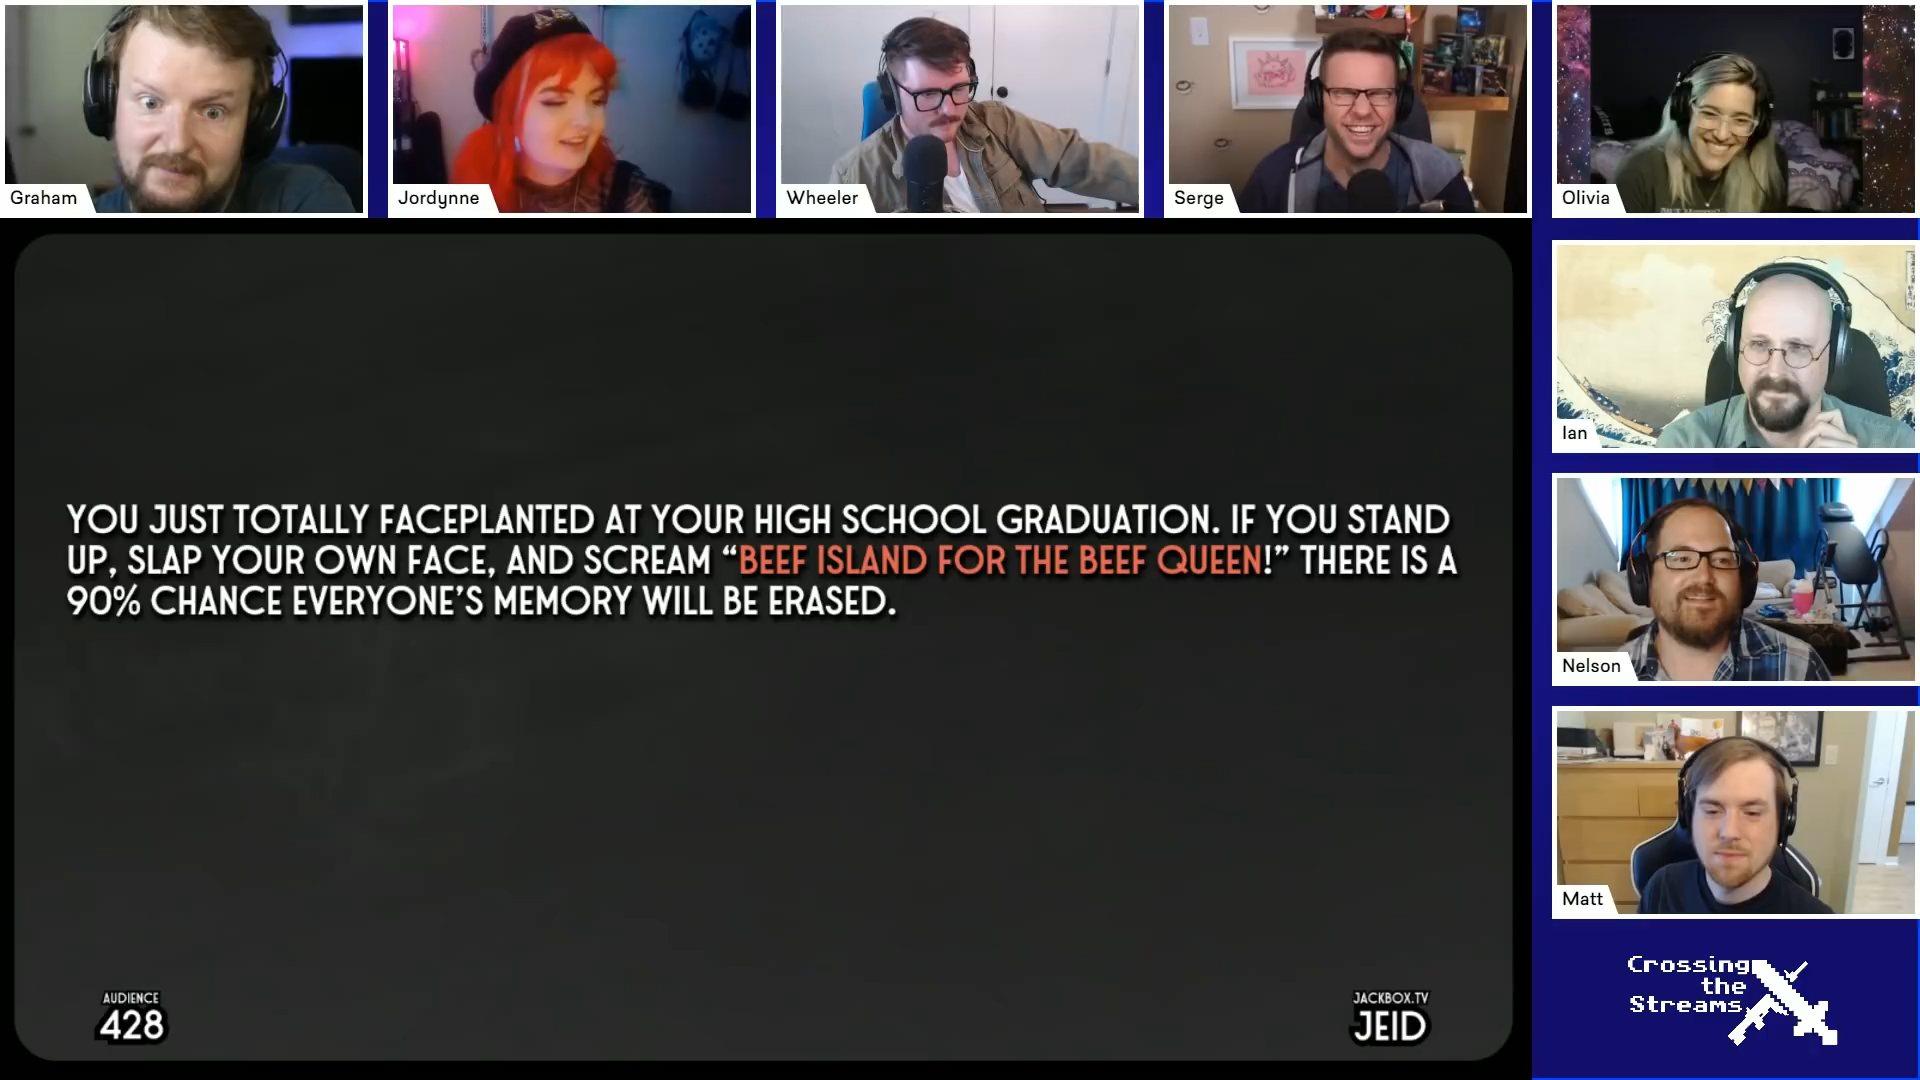 Graham
Jordynne
Wheeler
Serge
Olivia
Ian
YOU JUST TOTALLY FACEPLANTED AT YOUR HIGH SCHOOL GRADUATION. IF YOU STAND
UP, SLAP YOUR OWN FACE, AND SCREAM “BEEF ISLAND FOR THE BEEF QUEEN!” THERE IS A
90% CHANCE EVERYONE’S MEMORY WILL BE ERASED.
Nelson
Matt
AUDIENCE
428
JACKBOX.TV
JEID
Crossing
the
Streams